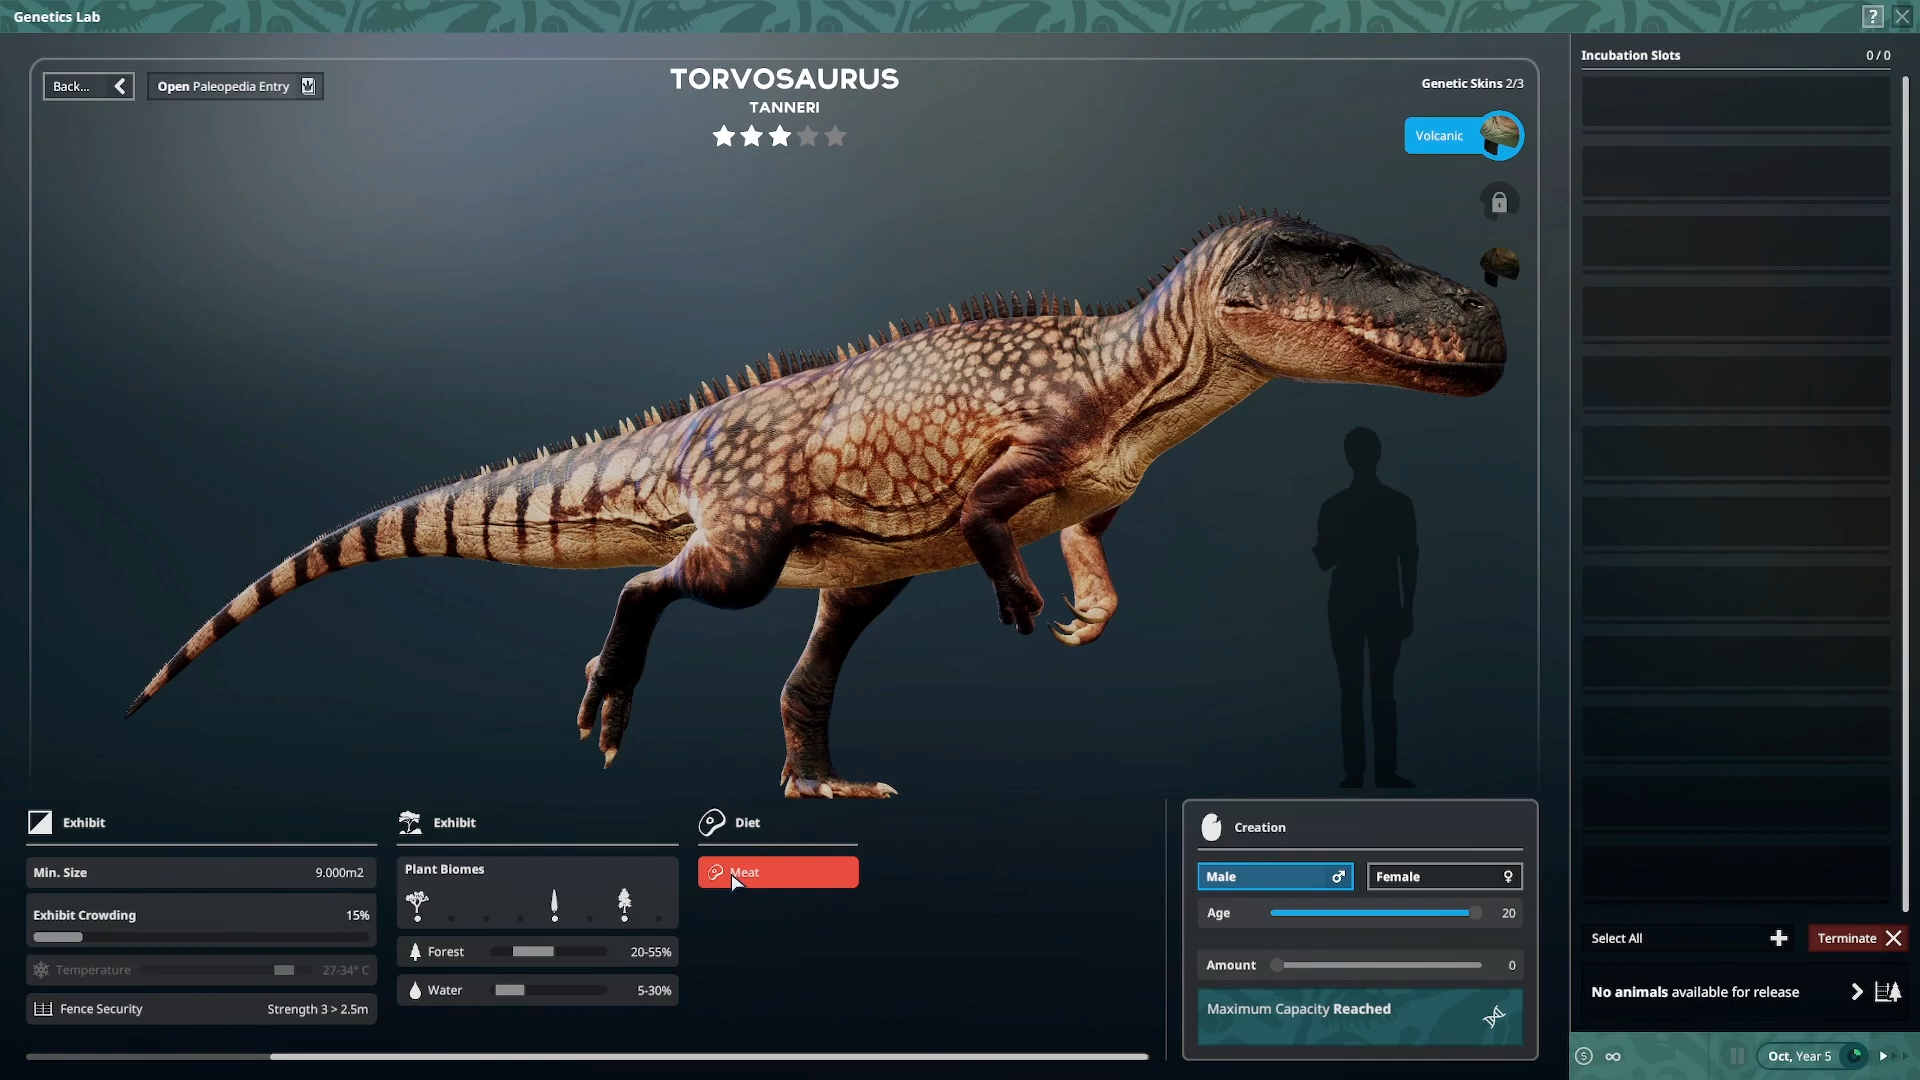 Genetics Lab
?
Back...
Open Paleopedia Entry
TORVOSAURUS
TANNERI
Genetic Skins 2/3
Volcanic
Incubation Slots 0 / 0
Exhibit
Min. Size 9.000m2
Exhibit Crowding 15%
Temperature 27-34° C
Fence Security Strength 3 > 2.5m
Exhibit
Plant Biomes
Forest 20-55%
Water 5-30%
Diet
Meat
Creation
Male
Female
Age 20
Amount 0
Maximum Capacity Reached
Select All
Terminate
No animals available for release
$ ∞
Oct, Year 5